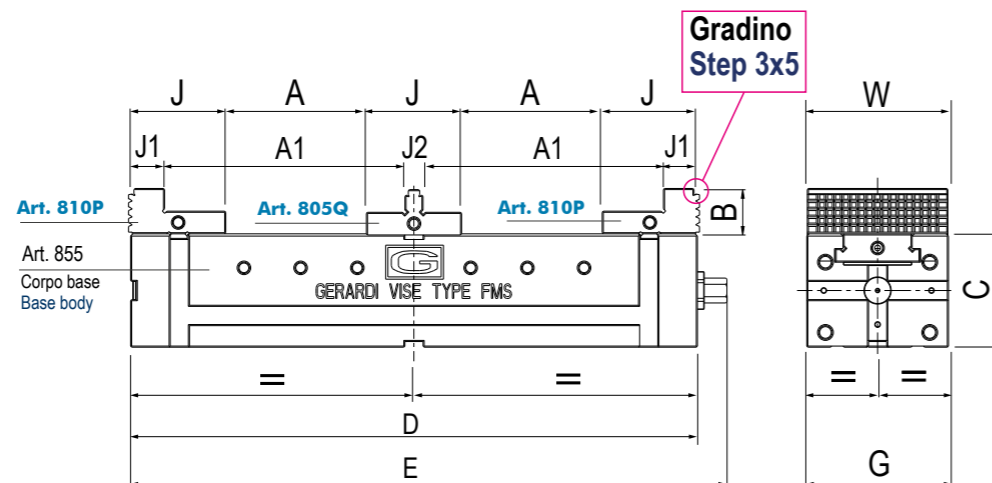 Gradino
Step 3x5
J A J A J W
J1 A1 J2 A1 J1
Art. 810P
Art. 805Q
Art. 810P
B
Art. 855
Corpo base
Base body
G
GERARDI VISE TYPE FMS
C
= = = =
D
E
G